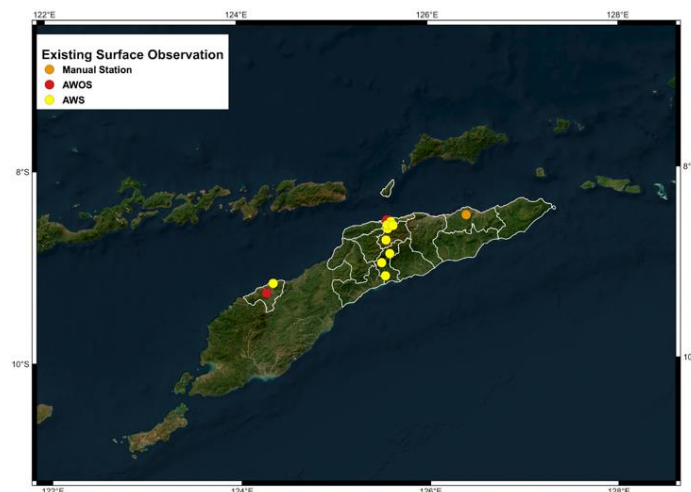 122°E 124°E 126°E 128°E
Existing Surface Observation
Manual Station
AWOS
AWS
8°S 8°
10°S 10°
122°E 124°E 126°E 128°E